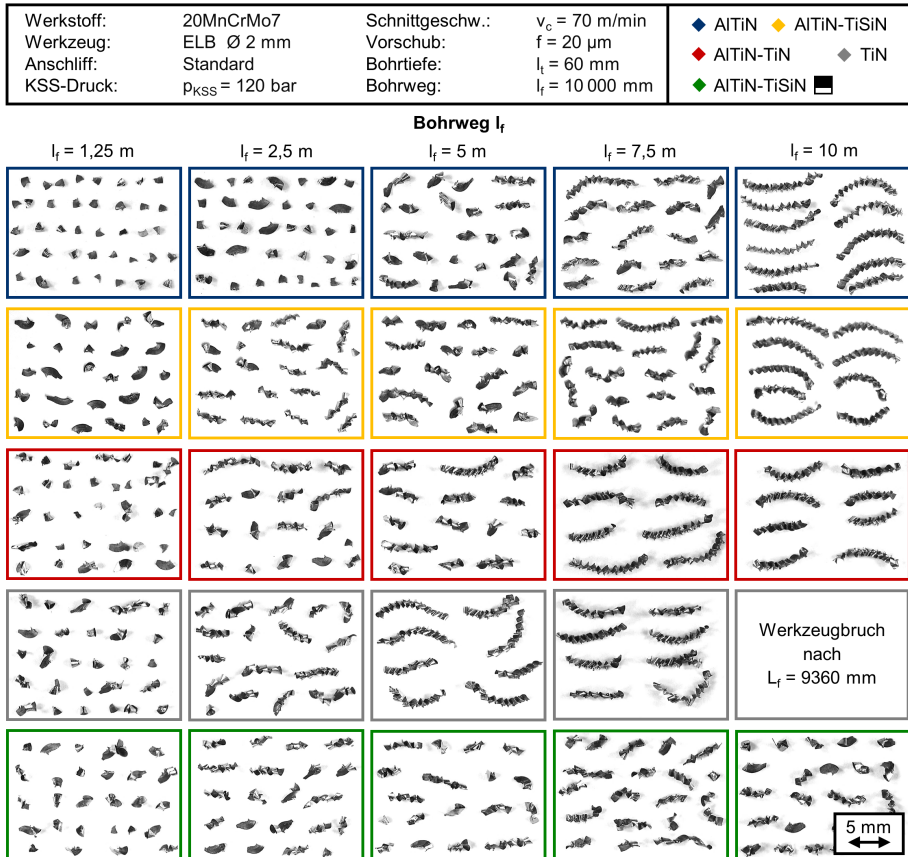 Werkstoff: 20MnCrMo7 Schnittgeschw.: v_c = 70 m/min
Werkzeug: ELB Ø 2 mm Vorschub: f = 20 µm
Anschliff: Standard Bohrtiefe: l_t = 60 mm
KSS-Druck: p_KSS = 120 bar Bohrweg: l_f = 10 000 mm
AlTiN AlTiN-TiSiN
AlTiN-TiN TiN
AlTiN-TiSiN
Bohrweg l_f
l_f = 1,25 m l_f = 2,5 m l_f = 5 m l_f = 7,5 m l_f = 10 m
Werkzeugbruch
nach
L_f = 9360 mm
5 mm